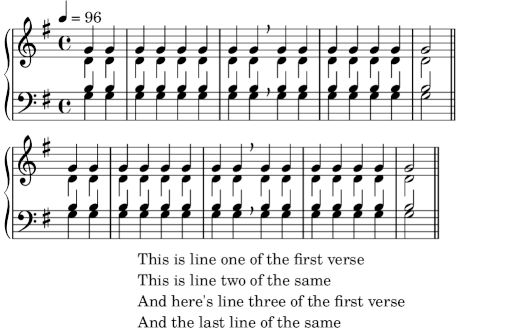 ♩ = 96
This is line one of the first verse
This is line two of the same
And here's line three of the first verse
And the last line of the same